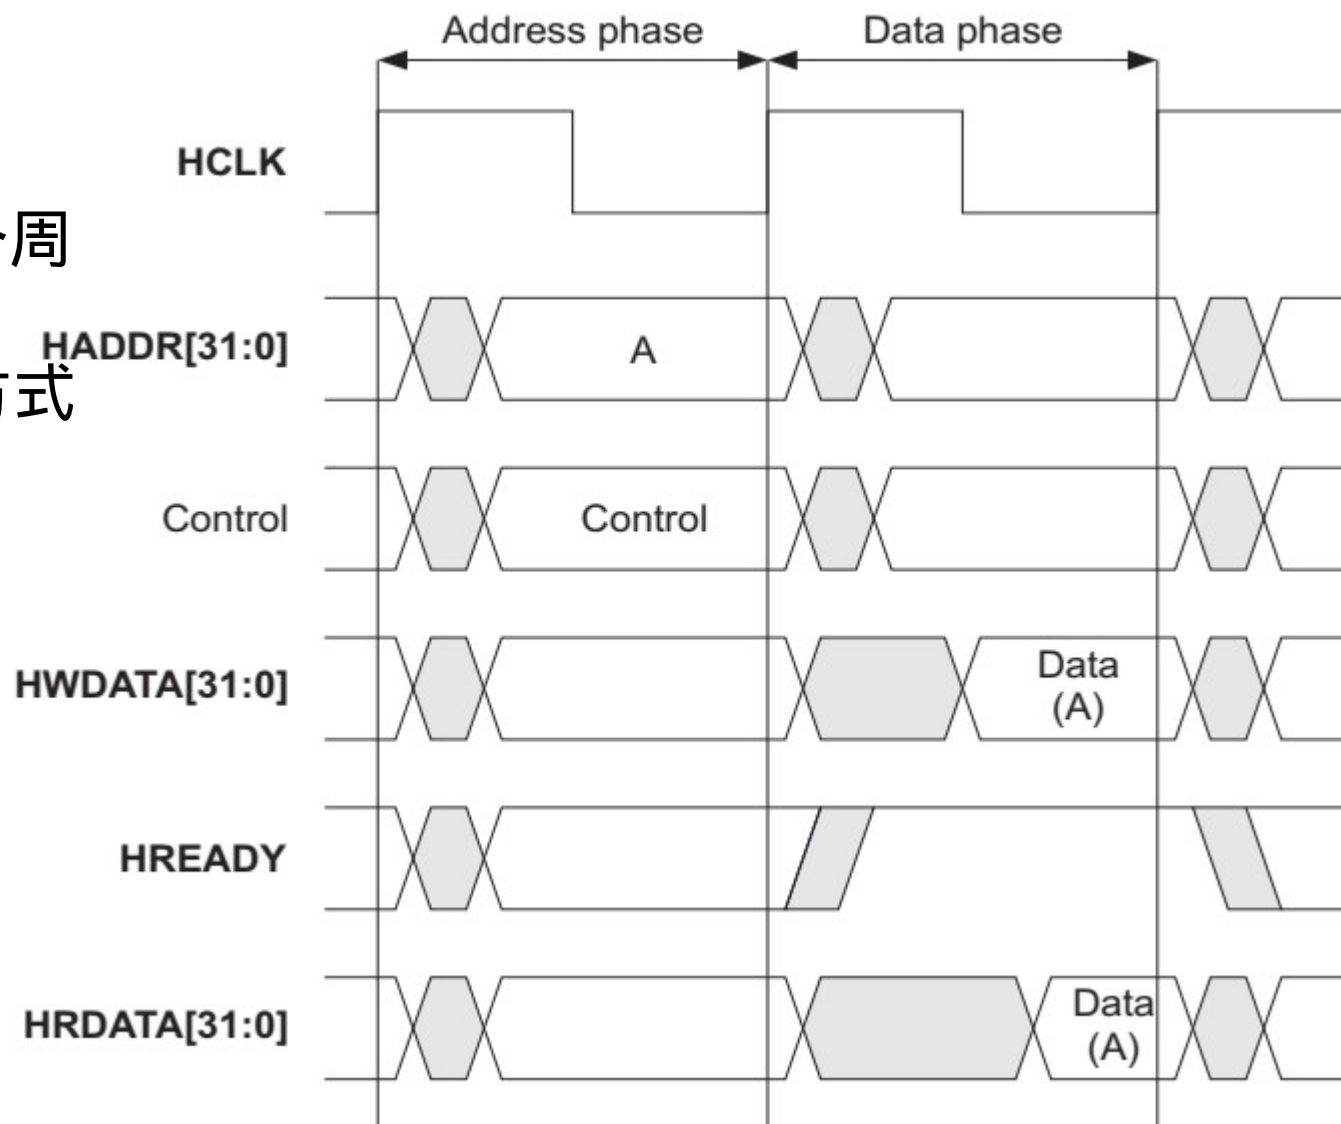 Address phase
Data phase
HCLK
周
HADDR[31:0]
A
方式
Control
Control
HWDATA[31:0]
Data
(A)
HREADY
HRDATA[31:0]
Data
(A)